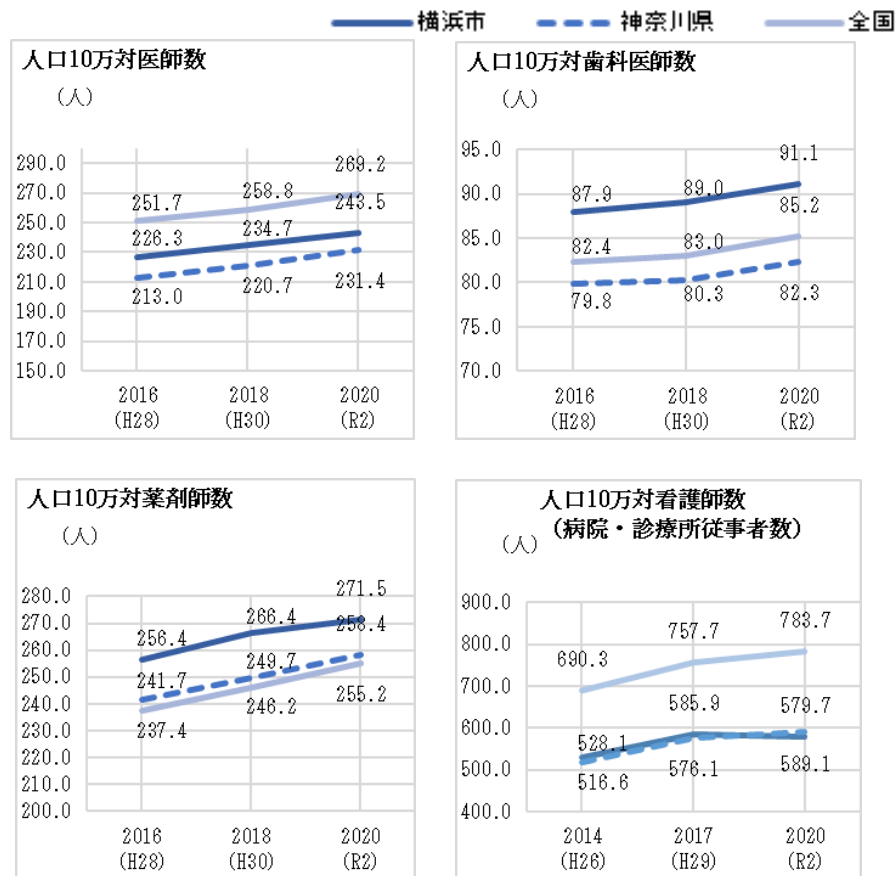 横浜市 神奈川県 全国
人口10万対医師数
(人)
290.0
270.0
250.0
230.0
210.0
190.0
170.0
150.0
251.7 258.8 269.2
226.3 234.7 243.5
213.0 220.7 231.4
2016 2018 2020
(H28) (H30) (R2)
人口10万対歯科医師数
(人)
95.0
90.0
85.0
80.0
75.0
70.0
87.9 89.0 91.1
82.4 83.0 85.2
79.8 80.3 82.3
2016 2018 2020
(H28) (H30) (R2)
人口10万対薬剤師数
(人)
280.0
270.0
260.0
250.0
240.0
230.0
220.0
210.0
200.0
256.4 266.4 271.5
241.7 249.7 258.4
237.4 246.2 255.2
2016 2018 2020
(H28) (H30) (R2)
人口10万対看護師数
(病院・診療所従事者数)
(人)
900.0
800.0
700.0
600.0
500.0
400.0
690.3 757.7 783.7
528.1 585.9 579.7
516.6 576.1 589.1
2014 2017 2020
(H26) (H29) (R2)